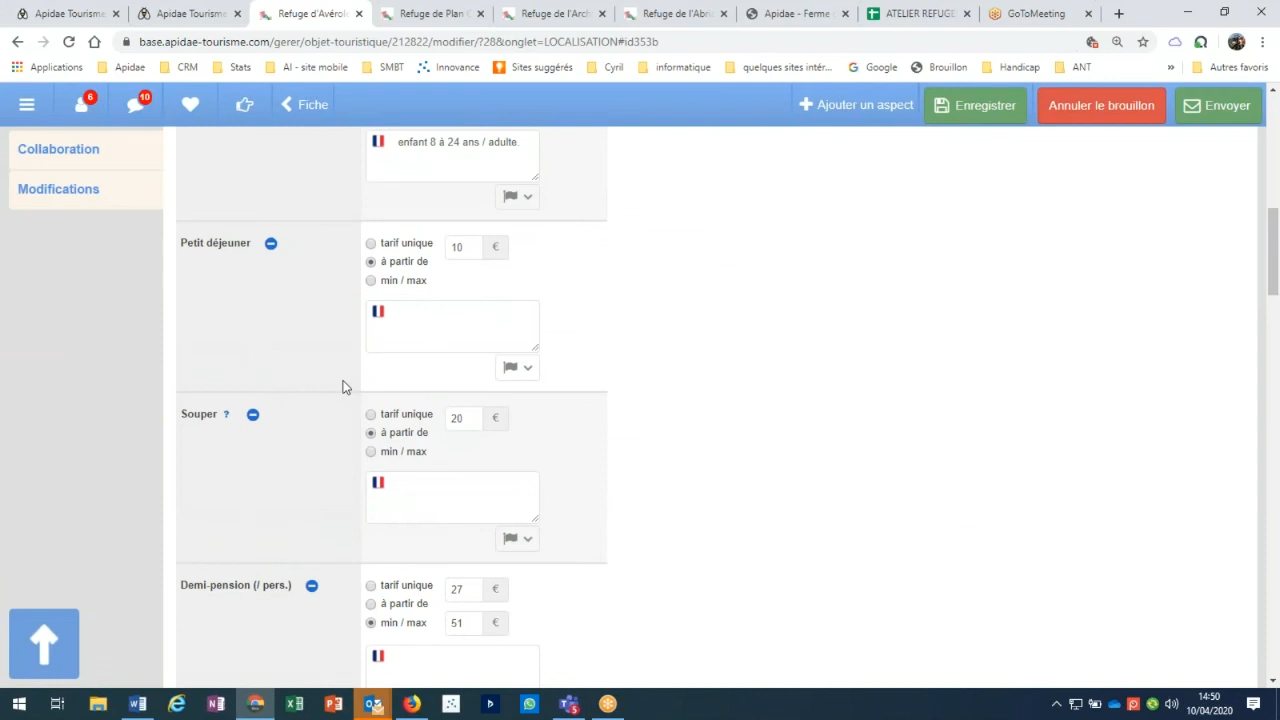 Apidae Tourisme
Apidae Tourisme
Refuge d'Avérole
Refuge de Plan
Refuge de l'Arch
Refuge de l'Abri
Apidae - Ferme
ATELIER REFUGE
GoToMeeting
base.apidae-tourisme.com/gerer/objet-touristique/212822/modifier/?28&onglet=LOCALISATION#id353b
Applications
Apidae
CRM
Stats
AI - site mobile
SMBT
Innovance
Sites suggérés
Cyril
informatique
quelques sites intér...
Google
Brouillon
Handicap
ANT
»
Autres favoris
6
10
Fiche
Ajouter un aspect
Enregistrer
Annuler le brouillon
Envoyer
Collaboration
Modifications
enfant 8 à 24 ans / adulte.
Petit déjeuner
tarif unique
10 €
à partir de
min / max
Souper ?
tarif unique
20 €
à partir de
min / max
Demi-pension (/ pers.)
tarif unique
27 €
à partir de
min / max
51 €
14:50
10/04/2020